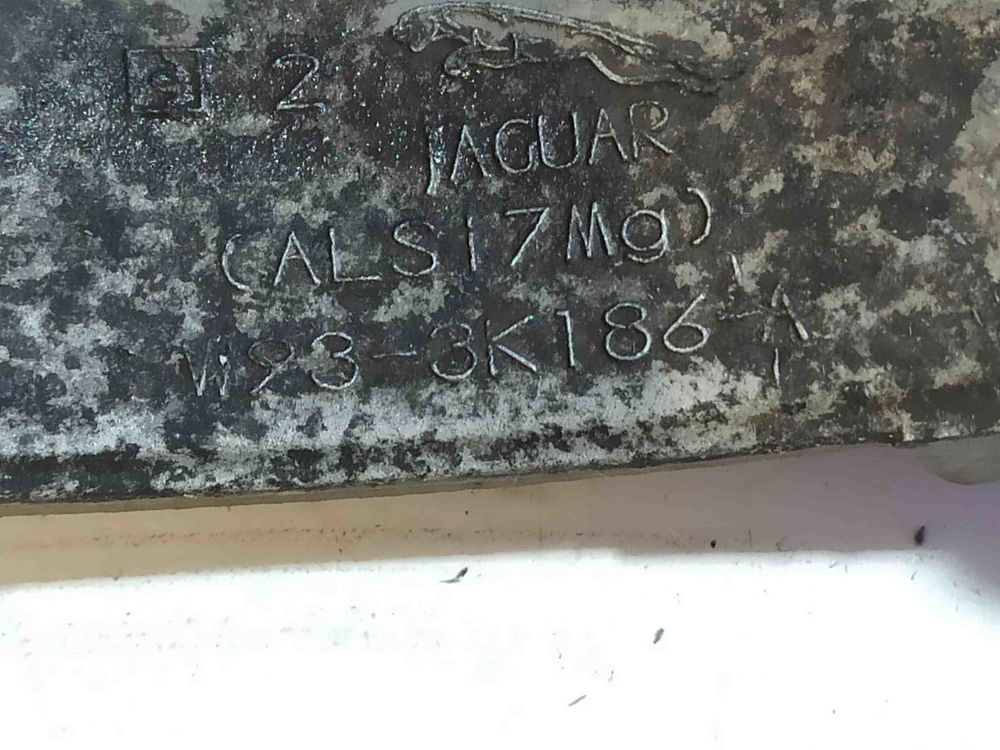 e 2
JAGUAR
(ALSi7Mg)
W93-3K186-A